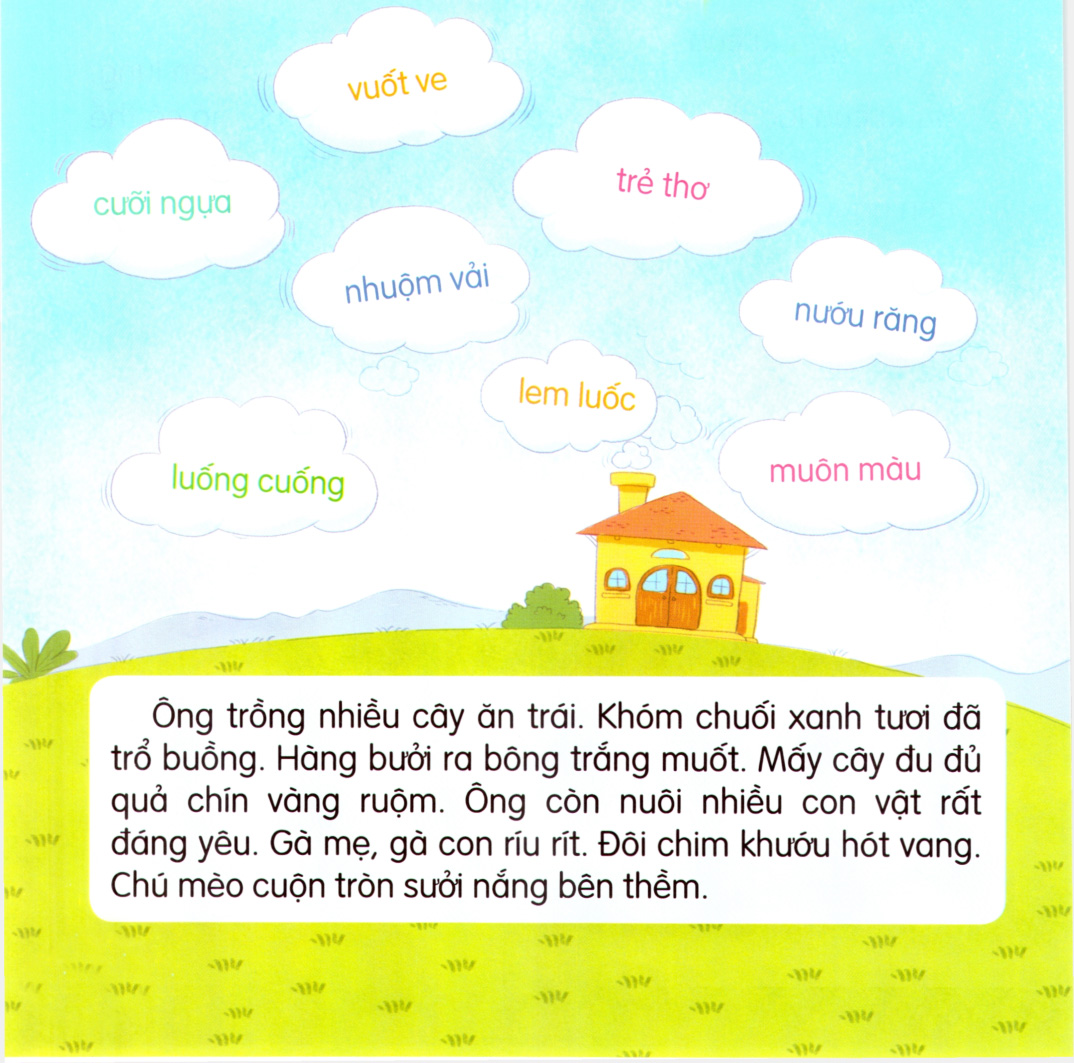 vuốt ve
trẻ thơ
cưỡi ngựa
nhuộm vải
nướu răng
lem luốc
luống cuống
muôn màu
Ông trồng nhiều cây ăn trái. Khóm chuối xanh tươi đã
trổ buồng. Hàng bưởi ra bông trắng muốt. Mấy cây đu đủ
quả chín vàng ruộm. Ông còn nuôi nhiều con vật rất
đáng yêu. Gà mẹ, gà con ríu rít. Đôi chim khướu hót vang.
Chú mèo cuộn tròn sưởi nắng bên thềm.